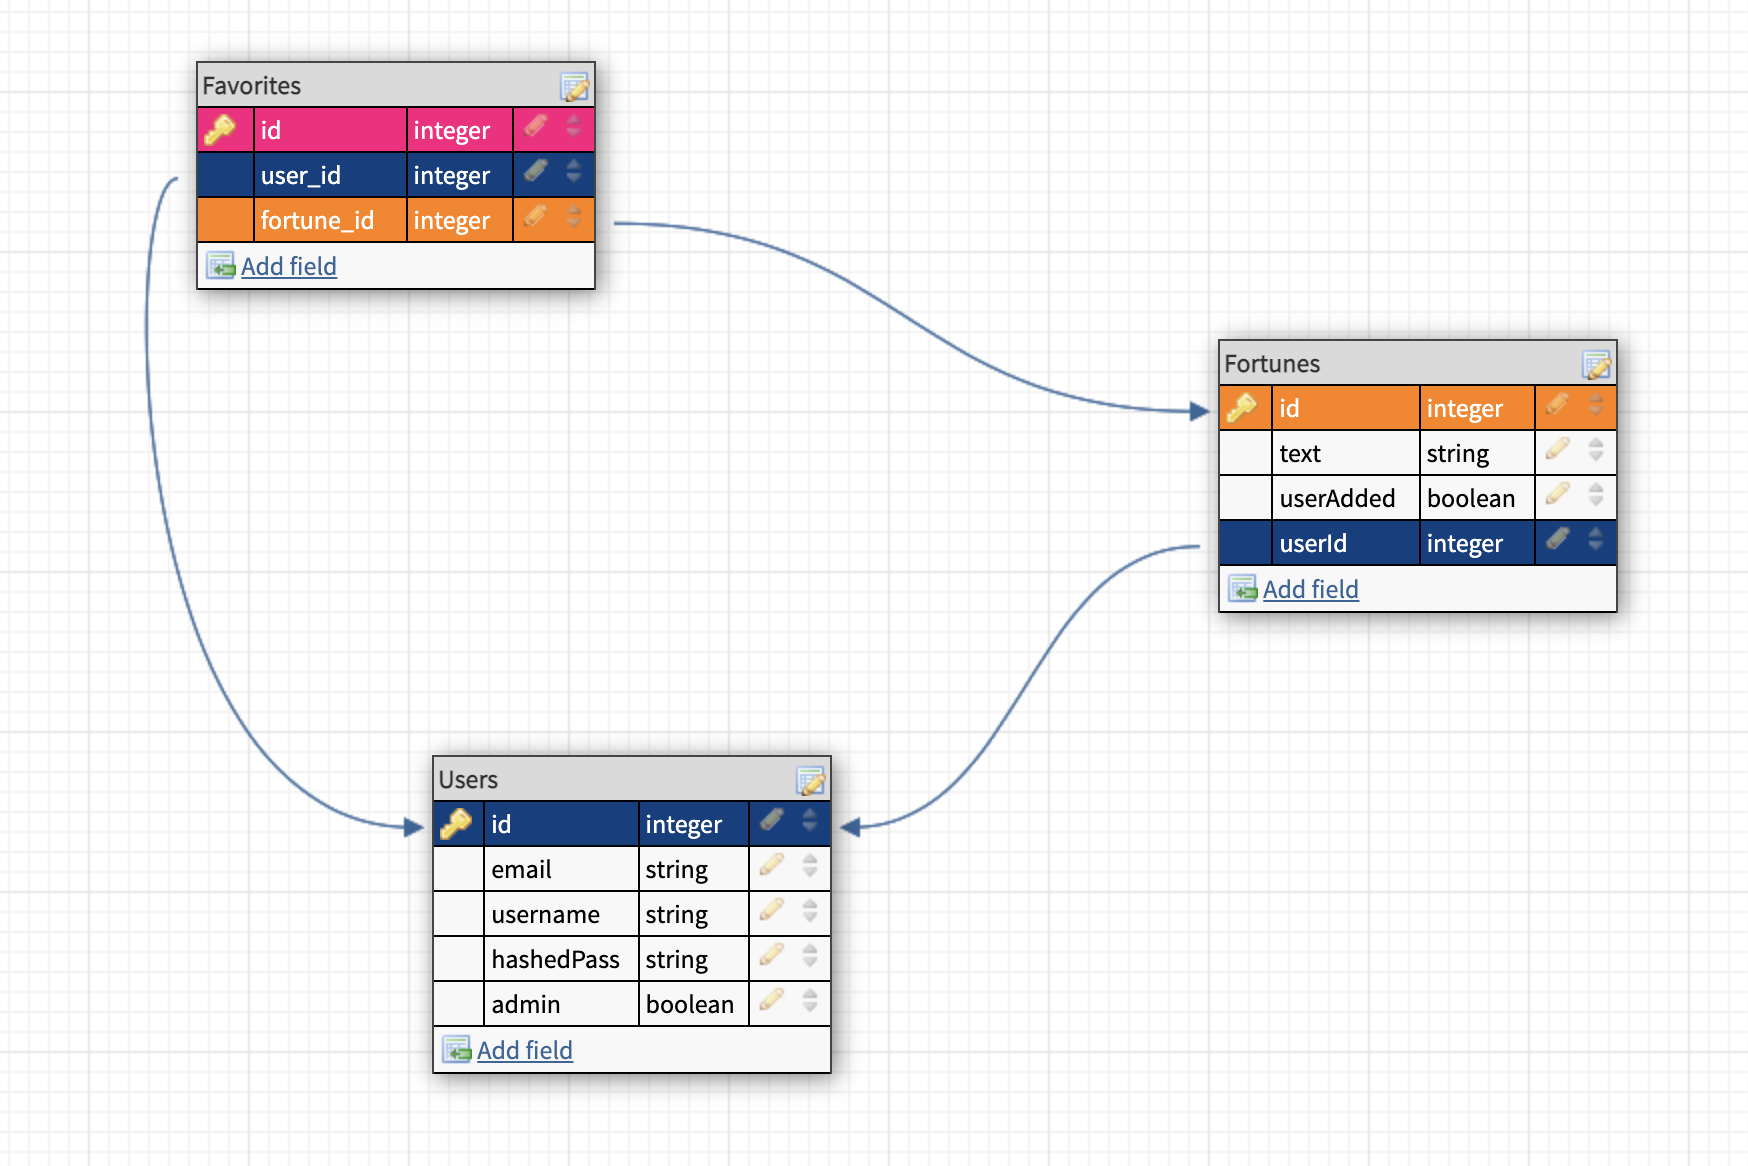 Favorites
id integer
user_id integer
fortune_id integer
Add field
Fortunes
id integer
text string
userAdded boolean
userId integer
Add field
Users
id integer
email string
username string
hashedPass string
admin boolean
Add field